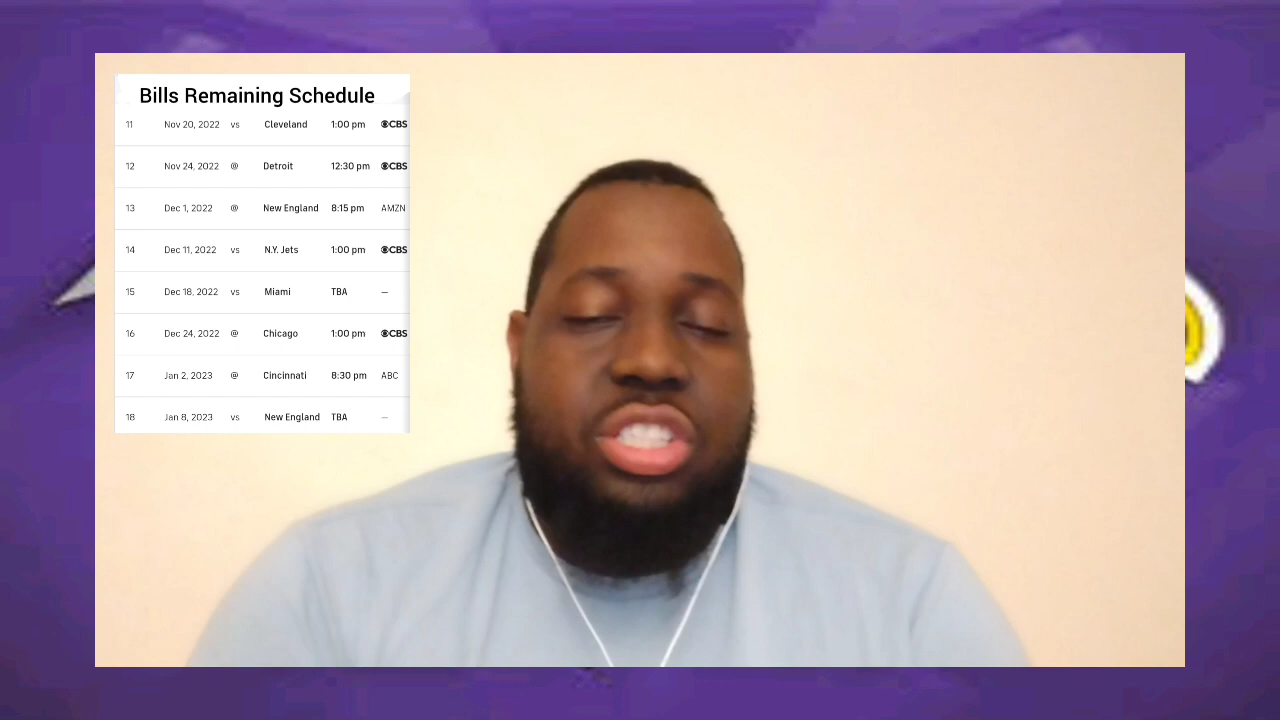 Bills Remaining Schedule
11 Nov 20, 2022 vs Cleveland 1:00 pm CBS
12 Nov 24, 2022 @ Detroit 12:30 pm CBS
13 Dec 1, 2022 @ New England 8:15 pm AMZN
14 Dec 11, 2022 vs N.Y. Jets 1:00 pm CBS
15 Dec 18, 2022 vs Miami TBA —
16 Dec 24, 2022 @ Chicago 1:00 pm CBS
17 Jan 2, 2023 @ Cincinnati 8:30 pm ABC
18 Jan 8, 2023 vs New England TBA —